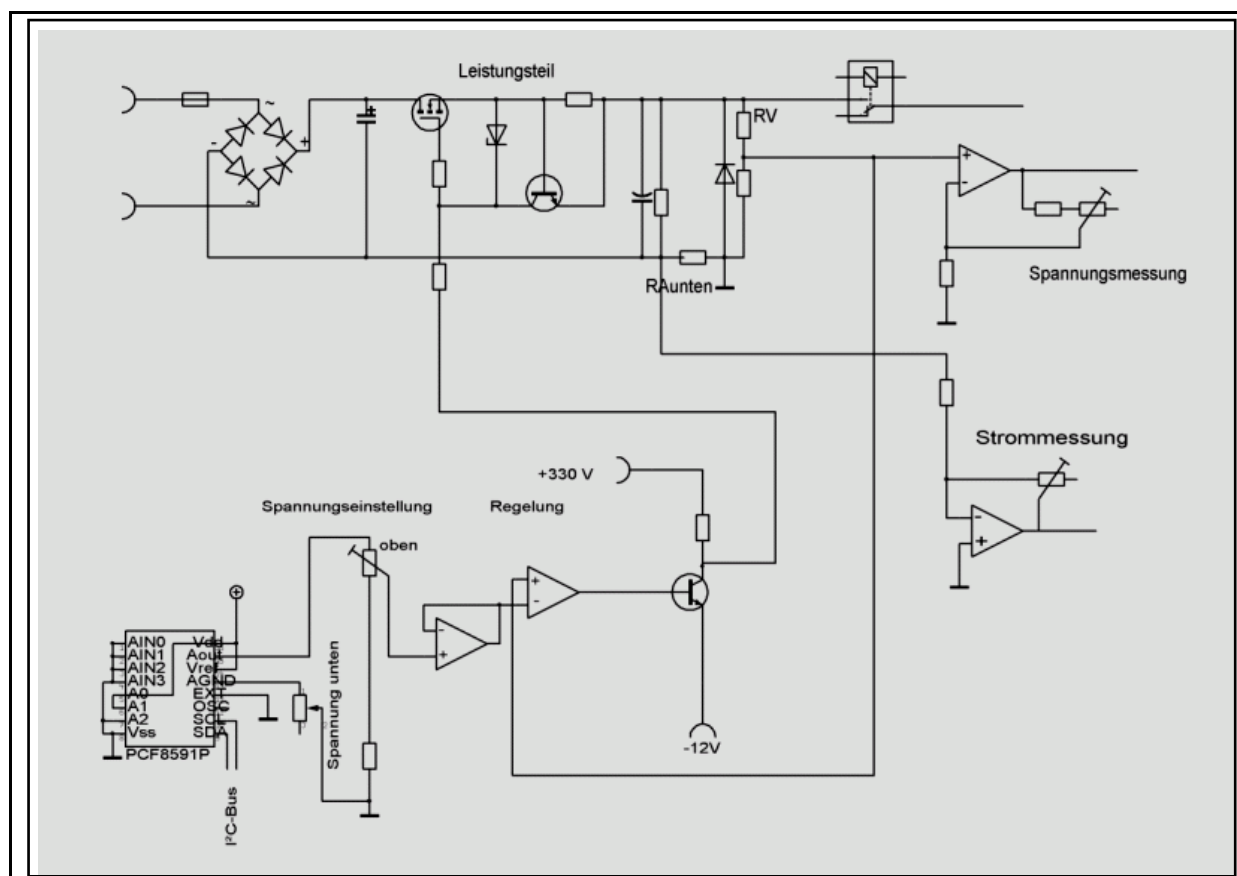 Leistungsteil
~
RV
-
+
~
+
-
RAunten
Spannungsmessung
Strommessung
+330 V
Spannungseinstellung
Regelung
oben
-
+
+
-
-
+
+
AIN0
Vdd
AIN1
Aout
AIN2
Vref
AIN3
AGND
A0
EXT
A1
OSC
A2
SCL
Vss
SDA
PCF8591P
Spannung unten
-12V
I²C-Bus